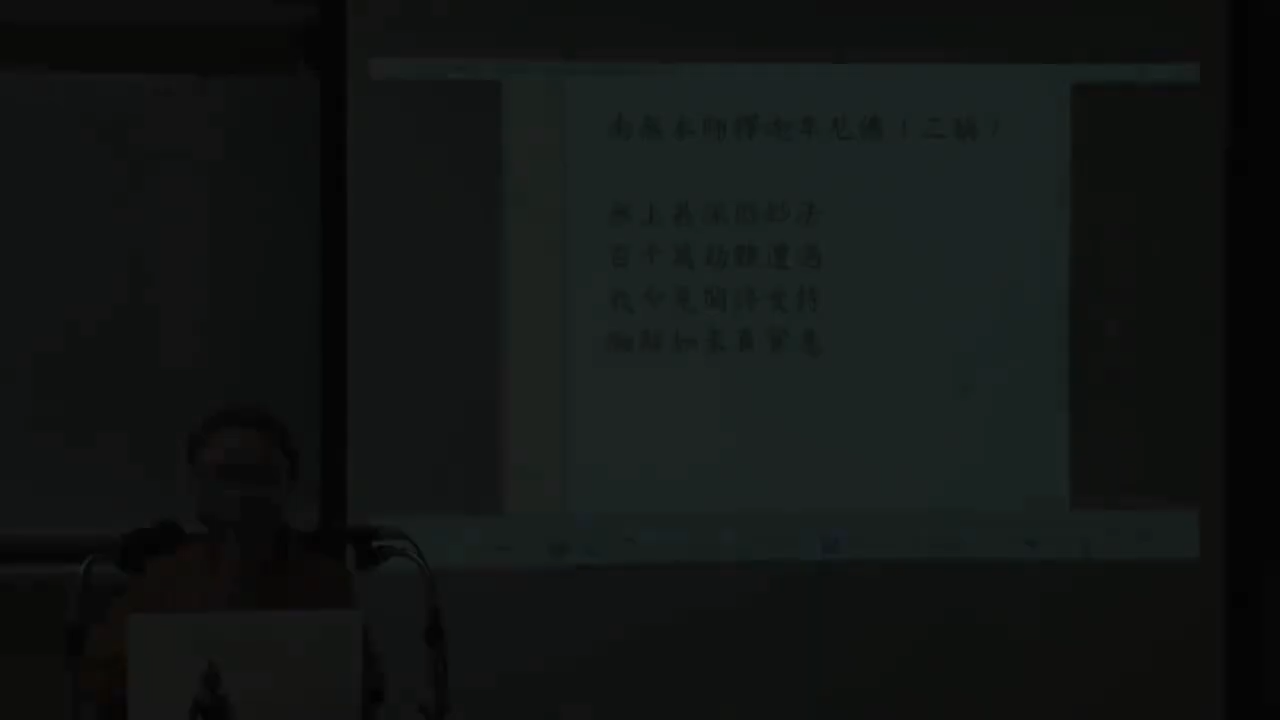 南無本師釋迦牟尼佛(三稱)
無上甚深微妙法
百千萬劫難遭遇
我今見聞得受持
願解如來真實意